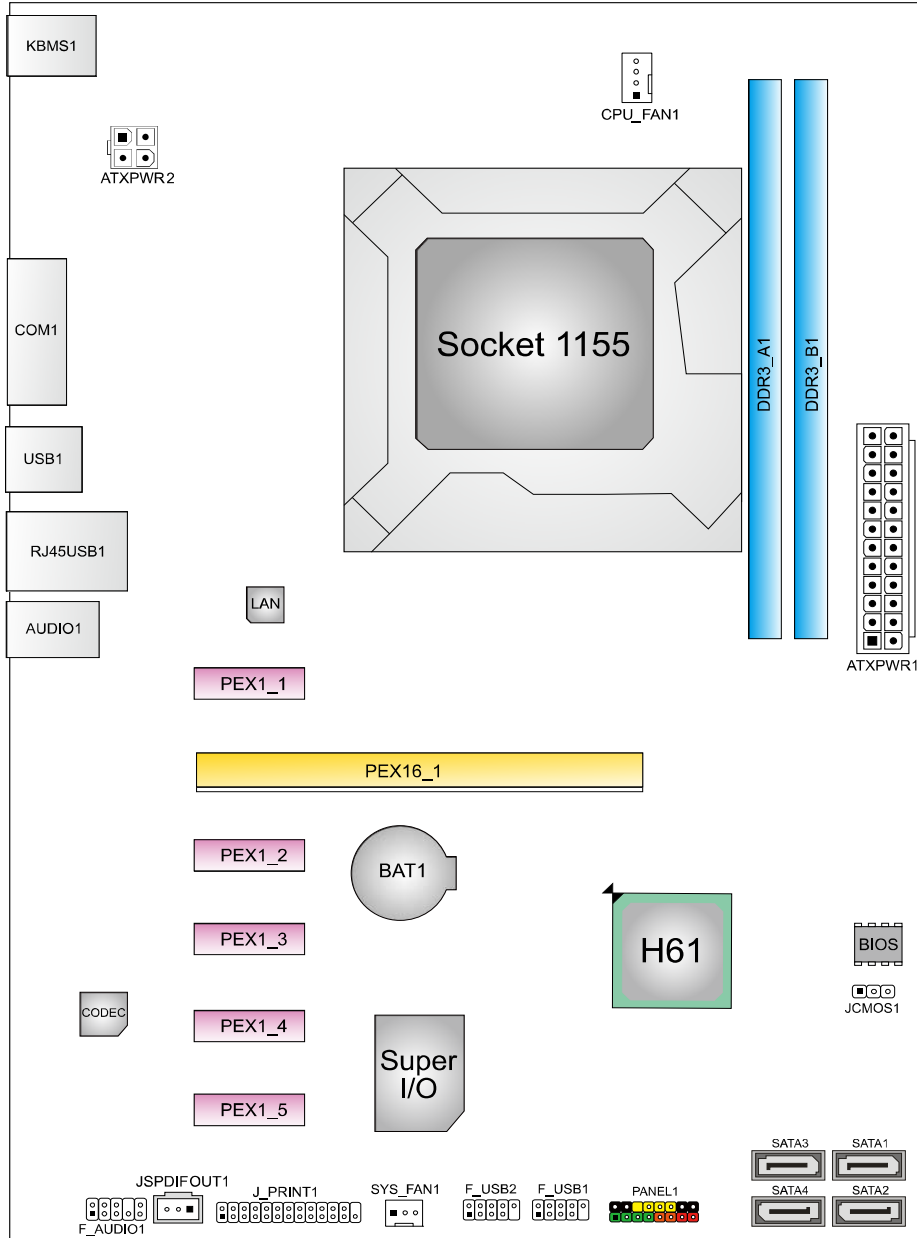 KBMS1
CPU_FAN1
ATXPWR2
COM1
Socket 1155
DDR3_A1
DDR3_B1
USB1
RJ45USB1
LAN
AUDIO1
ATXPWR1
PEX1_1
PEX16_1
PEX1_2
BAT1
PEX1_3
H61
BIOS
CODEC
JCMOS1
PEX1_4
Super
I/O
PEX1_5
SATA3
SATA1
JSPDIFOUT1
J_PRINT1
SYS_FAN1
F_USB2
F_USB1
PANEL1
SATA4
SATA2
F_AUDIO1